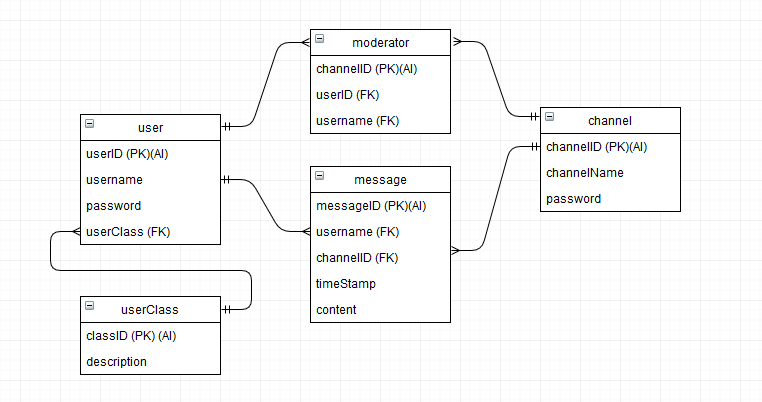 moderator
channelID (PK)(AI)
userID (FK)
username (FK)
user
userID (PK)(AI)
username
password
userClass (FK)
channel
channelID (PK)(AI)
channelName
password
message
messageID (PK)(AI)
username (FK)
channelID (FK)
timeStamp
content
userClass
classID (PK) (AI)
description